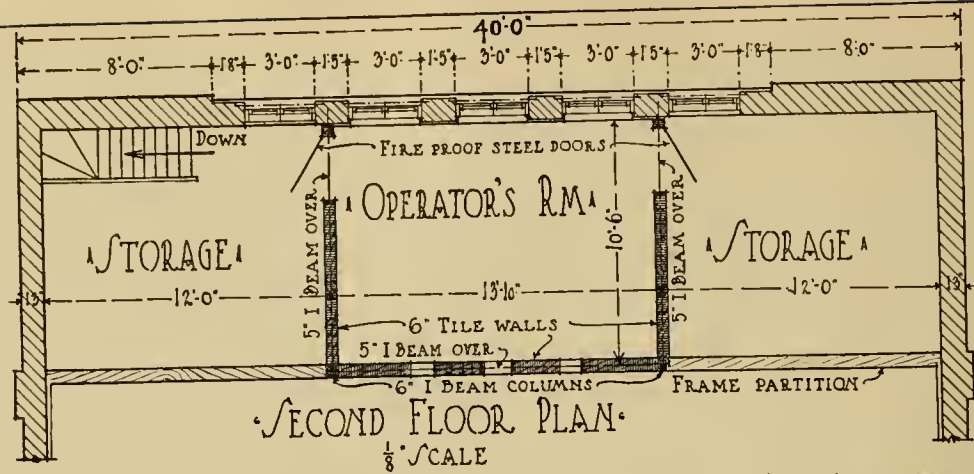 40'-0"
8'-0" 1'8" 3'-0" 1'-5" 3'-0" 1'-5" 3'-0" 1'5" 3'-0" 1'5" 3'-0" 1'-8" 8'-0"
DOWN
FIRE PROOF STEEL DOORS
OPERATOR'S RM
5" I BEAM OVER
10'-6"
5" I BEAM OVER
STORAGE
STORAGE
13" 12'-0" 13'-10" 12'-0" 13"
6" TILE WALLS
5" I BEAM OVER
6" I BEAM COLUMNS
FRAME PARTITION
SECOND FLOOR PLAN
1/8" SCALE